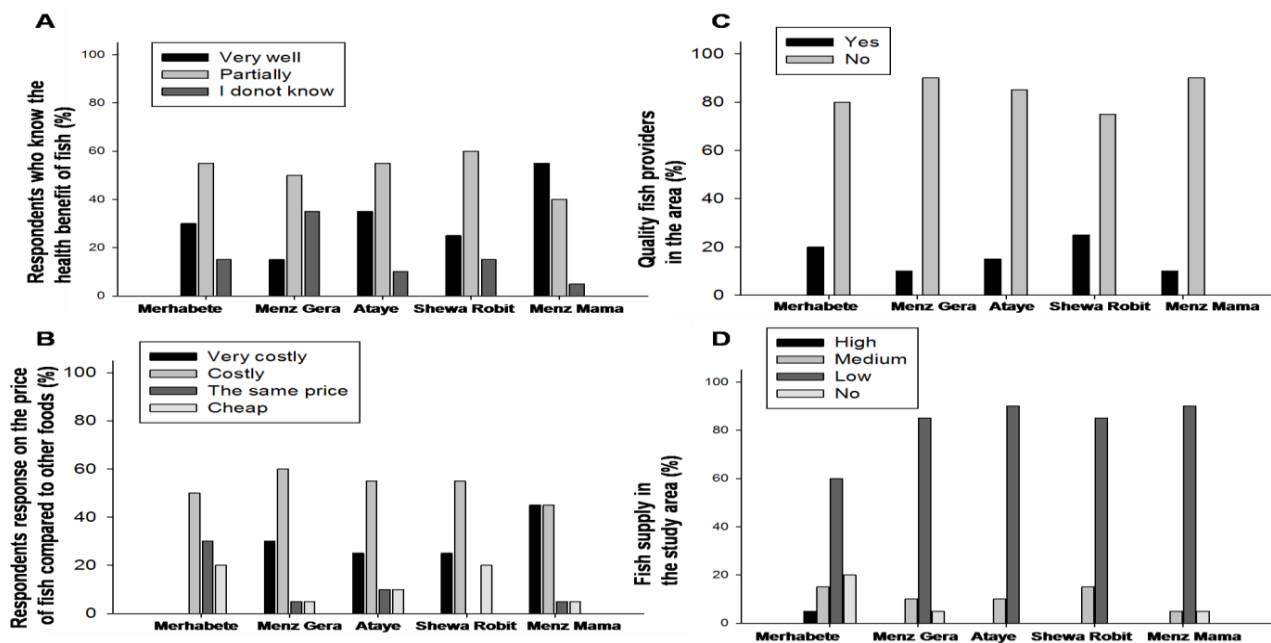 A
Respondents who know the
health benefit of fish (%)
Very well
Partially
I donot know
100
80
60
40
20
0
Merhabete Menz Gera Ataye Shewa Robit Menz Mama
C
Quality fish providers
in the area (%)
Yes
No
100
80
60
40
20
0
Merhabete Menz Gera Ataye Shewa Robit Menz Mama
B
Respondents response on the price
of fish compared to other foods (%)
Very costly
Costly
The same price
Cheap
100
80
60
40
20
0
Merhabete Menz Gera Ataye Shewa Robit Menz Mama
D
Fish supply in
the study area (%)
High
Medium
Low
No
100
80
60
40
20
0
Merhabete Menz Gera Ataye Shewa Robit Menz Mama